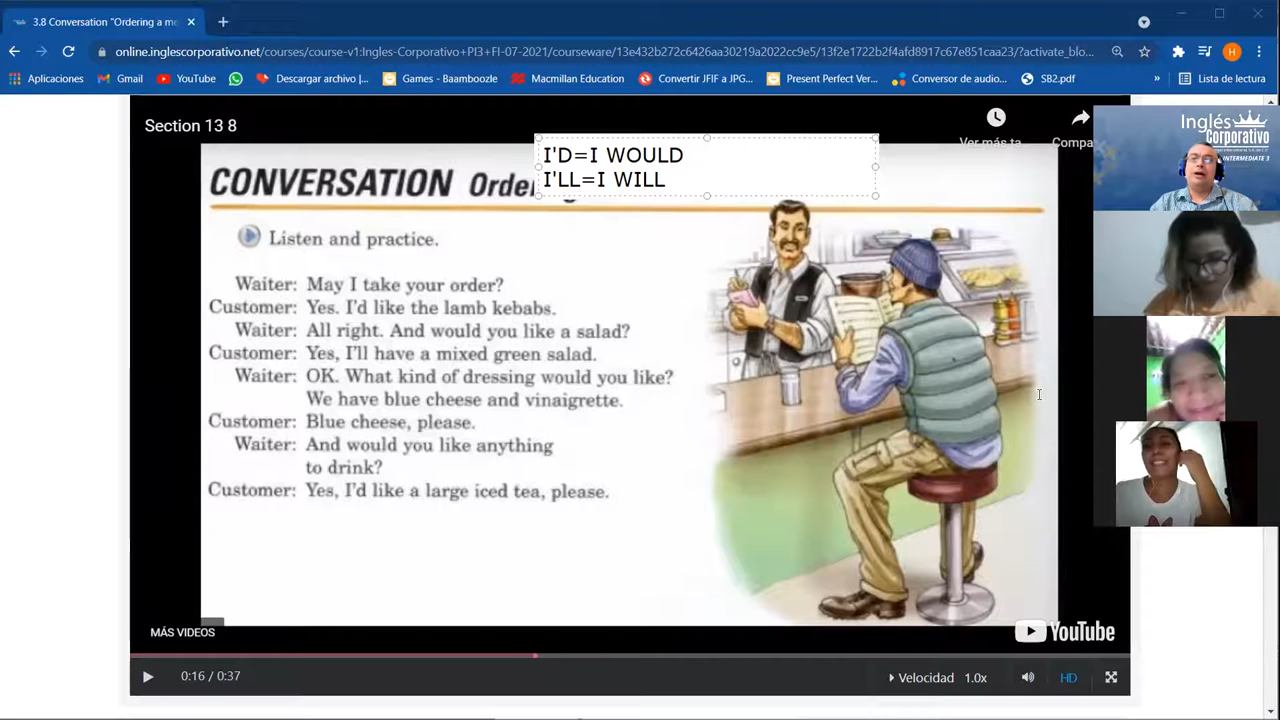 3.8 Conversation "Ordering a me
online.inglescorporativo.net/courses/course-v1:Ingles-Corporativo+PI3+FI-07-2021/courseware/13e432b272c6426aa30219a2022cc9e5/13f2e1722b2f4afd8917c67e851caa23/?activate_blo...
H
Aplicaciones
Gmail
YouTube
Descargar archivo |...
Games - Baamboozle
Macmillan Education
Convertir JFIF a JPG...
Present Perfect Ver...
Conversor de audio...
SB2.pdf
»
Lista de lectura
Section 13 8
Ver más ta
Compa
Inglés
Corporativo
INTERMEDIATE 3
I'D=I WOULD
I'LL=I WILL
CONVERSATION
Listen and practice.
Waiter: May I take your order?
Customer: Yes. I'd like the lamb kebabs.
Waiter: All right. And would you like a salad?
Customer: Yes, I'll have a mixed green salad.
Waiter: OK. What kind of dressing would you like?
We have blue cheese and vinaigrette.
Customer: Blue cheese, please.
Waiter: And would you like anything
to drink?
Customer: Yes, I'd like a large iced tea, please.
MÁS VIDEOS
YouTube
0:16 / 0:37
Velocidad 1.0x
HD